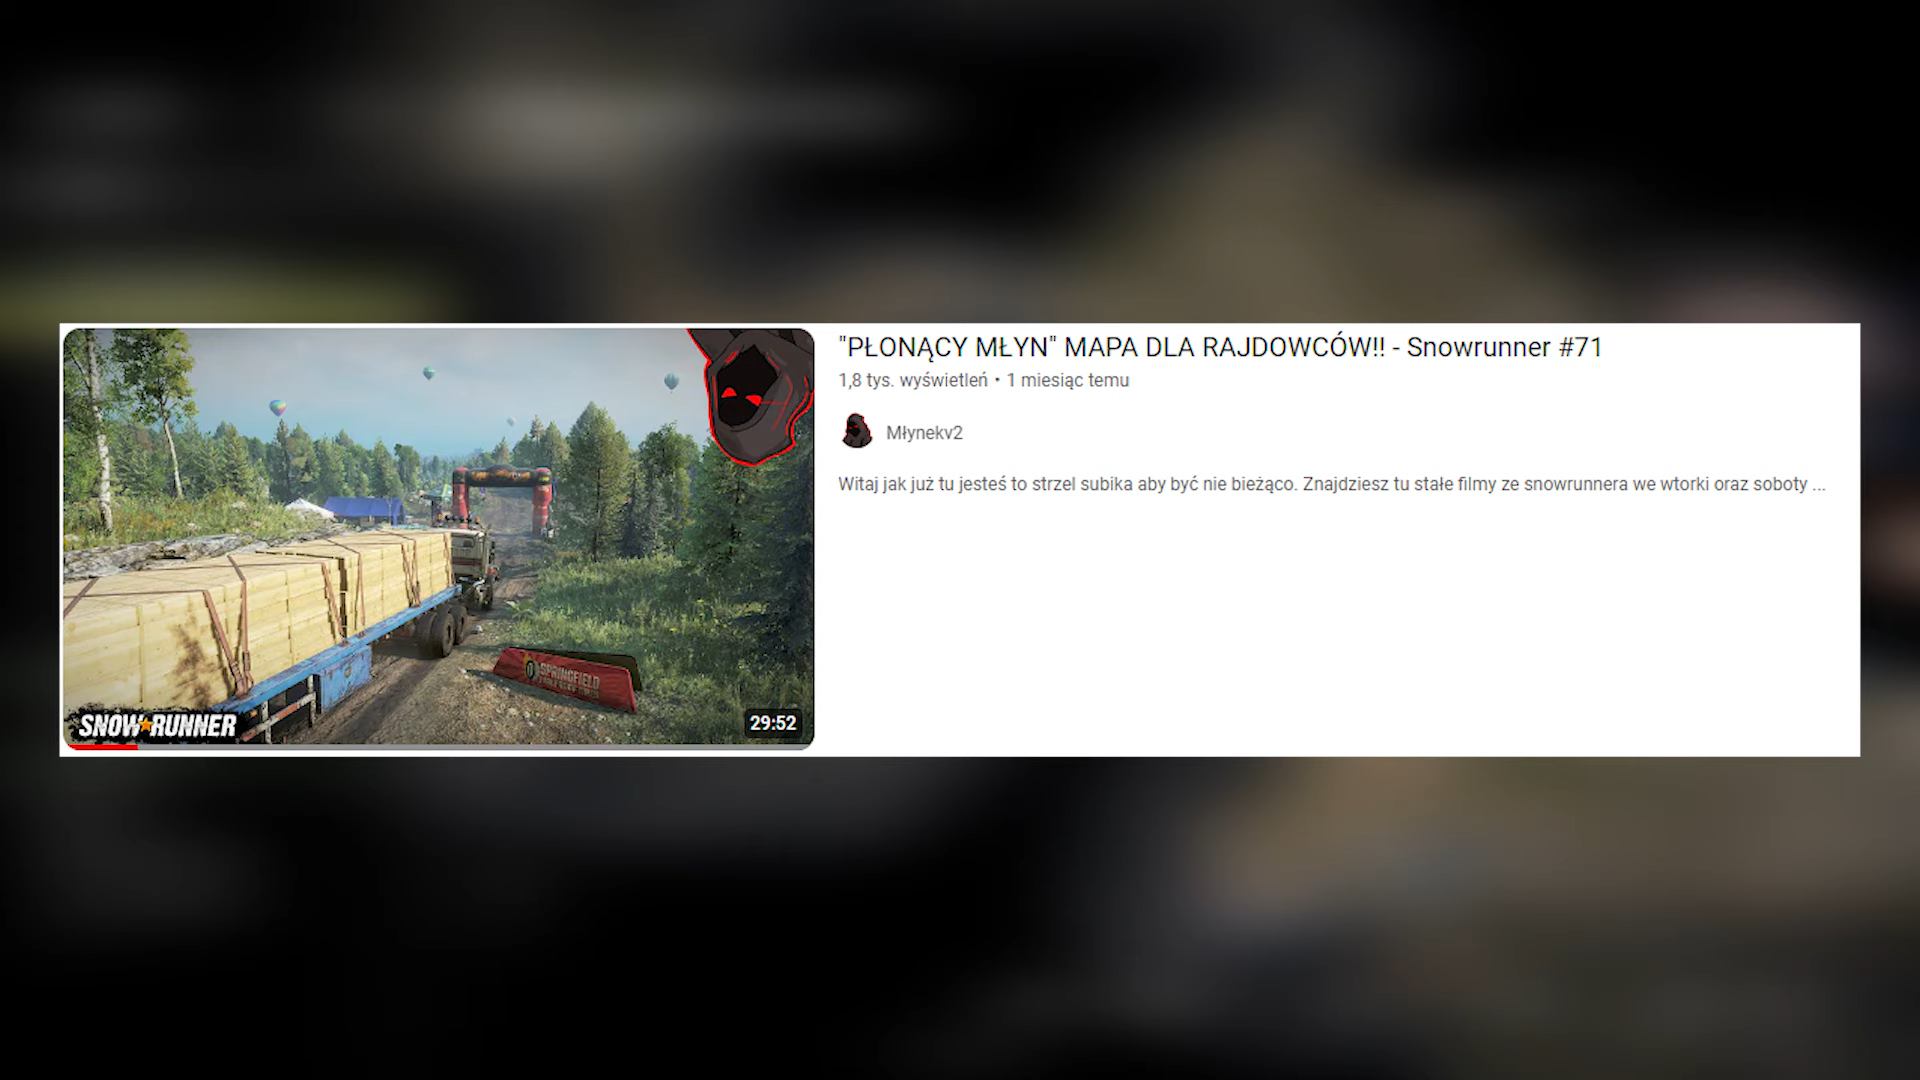 "PŁONĄCY MŁYN" MAPA DLA RAJDOWCÓW!! - Snowrunner #71
1,8 tys. wyświetleń • 1 miesiąc temu
Młynekv2
Witaj jak już tu jesteś to strzel subika aby być nie bieżąco. Znajdziesz tu stałe filmy ze snowrunnera we wtorki oraz soboty ...
SPRINGFIELD
SNOW RUNNER
29:52